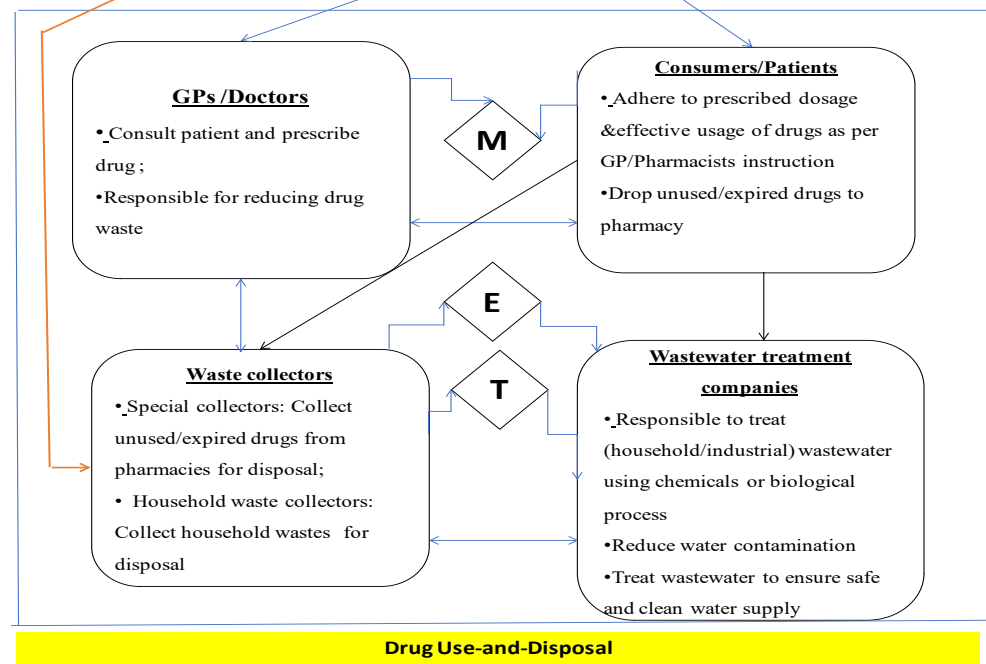 GPs /Doctors
• Consult patient and prescribe
drug ;
•Responsible for reducing drug
waste
M
Consumers/Patients
• Adhere to prescribed dosage
&effective usage of drugs as per
GP/Pharmacists instruction
•Drop unused/expired drugs to
pharmacy
E
T
Waste collectors
• Special collectors: Collect
unused/expired drugs from
pharmacies for disposal;
• Household waste collectors:
Collect household wastes for
disposal
Wastewater treatment
companies
• Responsible to treat
(household/industrial) wastewater
using chemicals or biological
process
•Reduce water contamination
•Treat wastewater to ensure safe
and clean water supply
Drug Use-and-Disposal